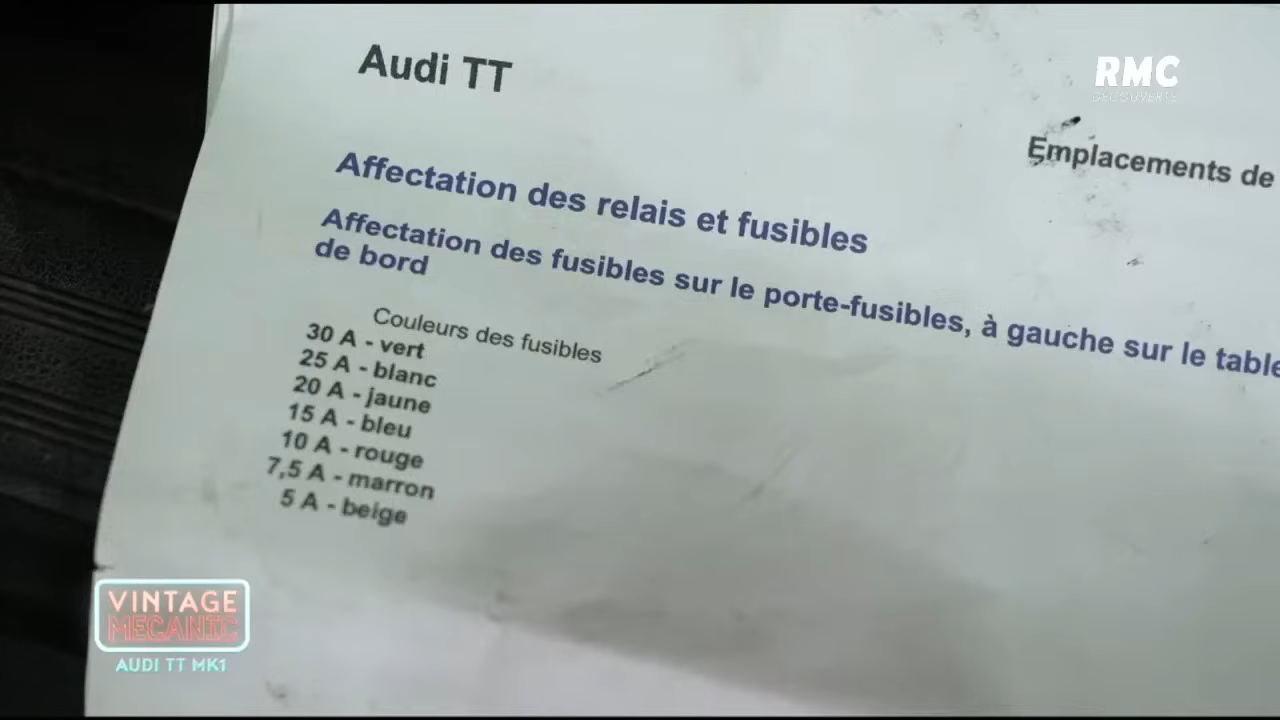 Audi TT
RMC
DECOUVERTE
Emplacements de
Affectation des relais et fusibles
Affectation des fusibles sur le porte-fusibles, à gauche sur le table
de bord
Couleurs des fusibles
30 A - vert
25 A - blanc
20 A - jaune
15 A - bleu
10 A - rouge
7,5 A - marron
5 A - beige
VINTAGE
MECANIC
AUDI TT MK1